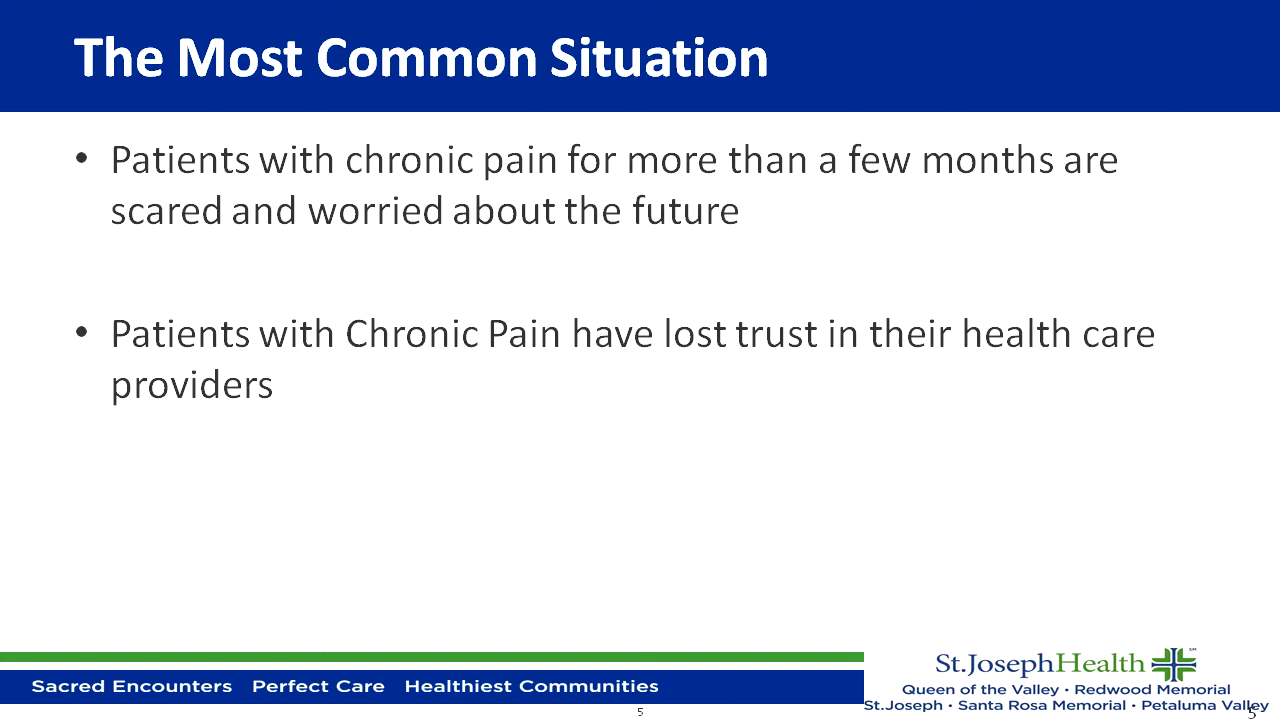 The Most Common Situation
• Patients with chronic pain for more than a few months are
scared and worried about the future
• Patients with Chronic Pain have lost trust in their health care
providers
St.JosephHealth SM
Sacred Encounters Perfect Care Healthiest Communities
Queen of the Valley • Redwood Memorial
St.Joseph • Santa Rosa Memorial • Petaluma Valley
5
5